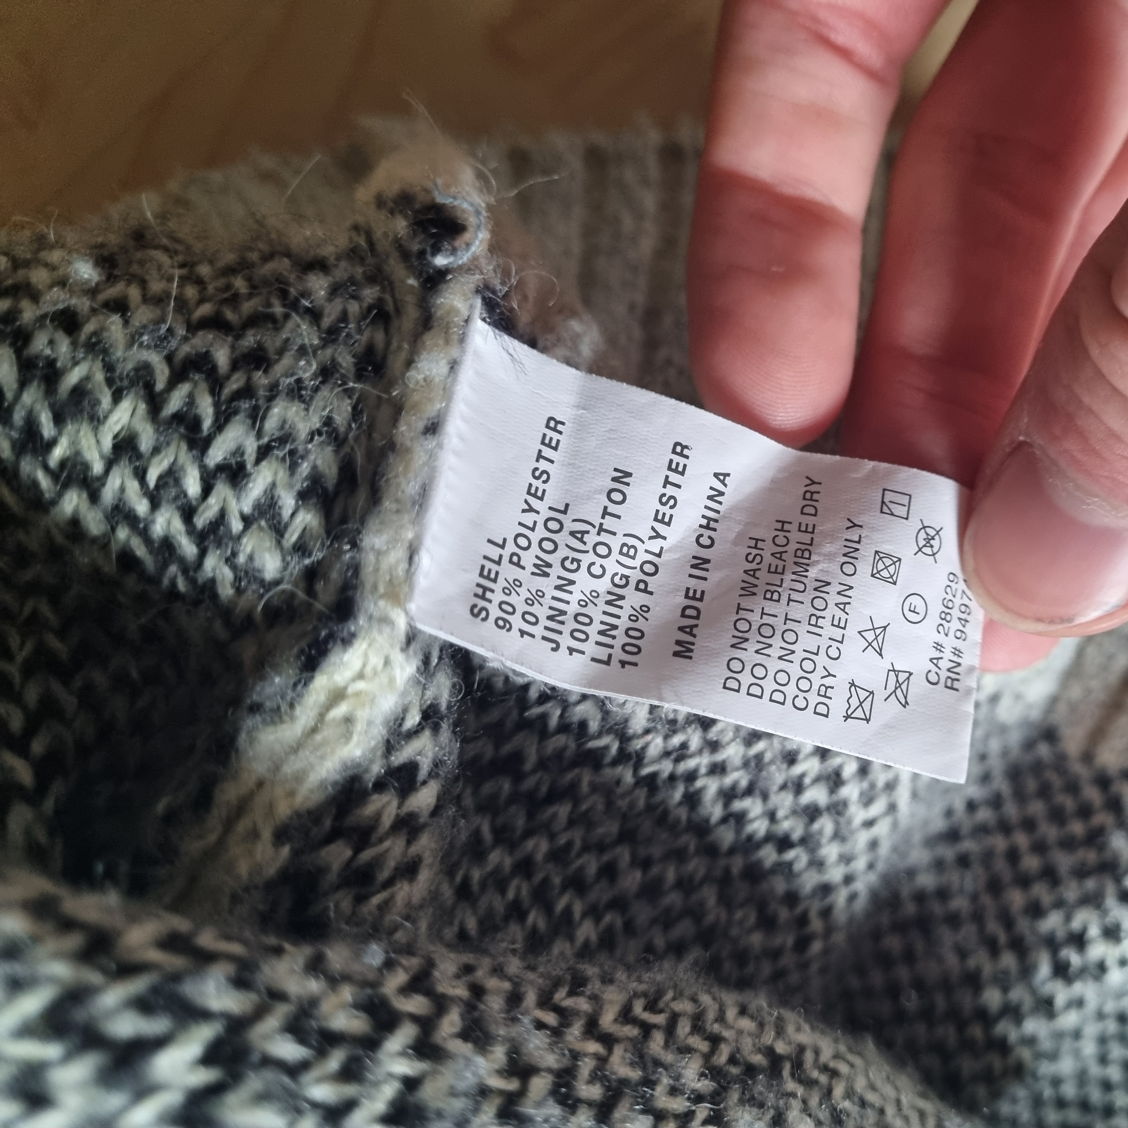 SHELL
90% POLYESTER
10% WOOL
JINING(A)
100% COTTON
LINING(B)
100% POLYESTER
MADE IN CHINA
DO NOT WASH
DO NOT BLEACH
DO NOT TUMBLE DRY
COOL IRON
DRY CLEAN ONLY
F
CA# 28629
RN#